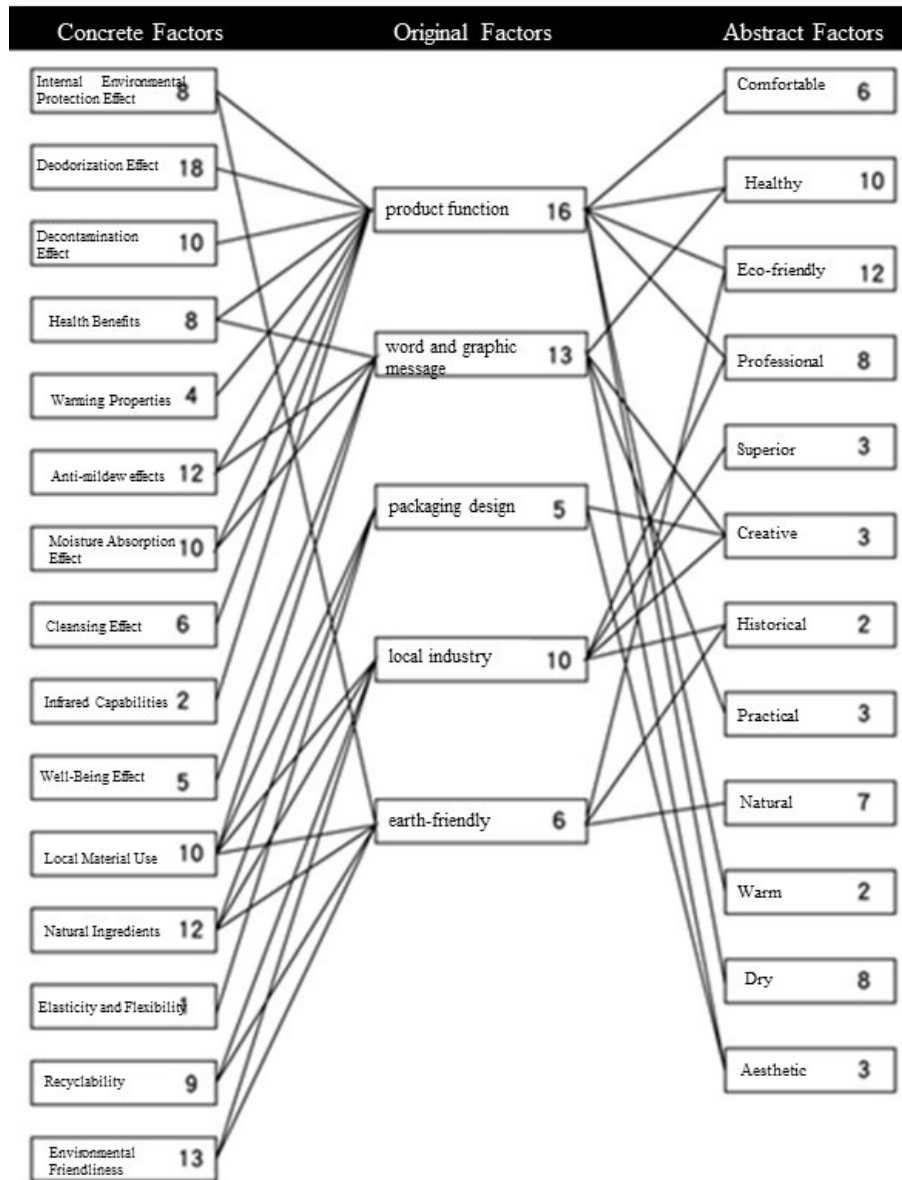 Concrete Factors
Original Factors
Abstract Factors
Internal Environmental
Protection Effect
8
Deodorization Effect 18
Decontamination
Effect
10
Health Benefits 8
Warming Properties 4
Anti-mildew effects 12
Moisture Absorption
Effect
10
Cleansing Effect 6
Infrared Capabilities 2
Well-Being Effect 5
Local Material Use 10
Natural Ingredients 12
Elasticity and Flexibility 1
Recyclability 9
Environmental
Friendliness
13
product function 16
word and graphic
message
13
packaging design 5
local industry 10
earth-friendly 6
Comfortable 6
Healthy 10
Eco-friendly 12
Professional 8
Superior 3
Creative 3
Historical 2
Practical 3
Natural 7
Warm 2
Dry 8
Aesthetic 3